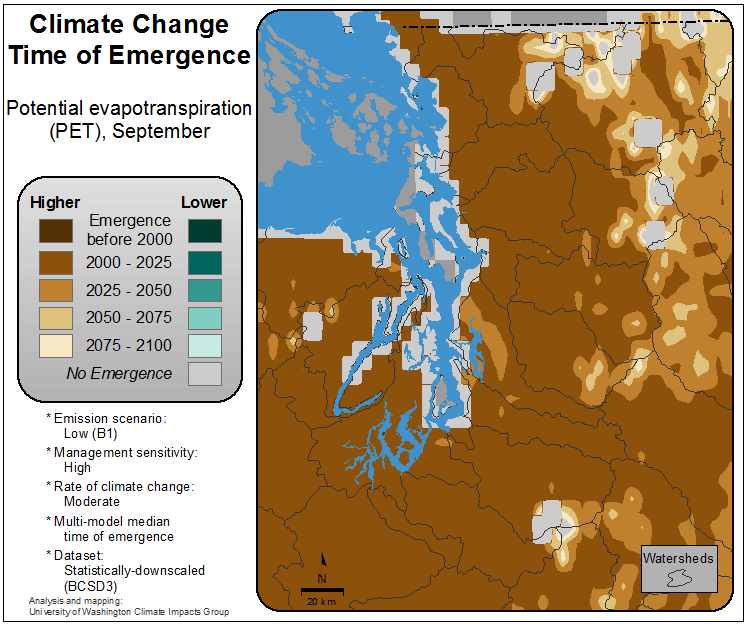 Climate Change
Time of Emergence
Potential evapotranspiration
(PET), September
Higher
Lower
Emergence
before 2000
2000 - 2025
2025 - 2050
2050 - 2075
2075 - 2100
No Emergence
* Emission scenario:
Low (B1)
* Management sensitivity:
High
* Rate of climate change:
Moderate
* Multi-model median
time of emergence
* Dataset:
Statistically-downscaled
(BCSD3)
Analysis and mapping:
University of Washington Climate Impacts Group
N
20 km
Watersheds